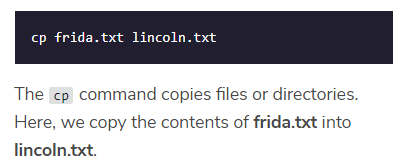 cp frida.txt lincoln.txt
The cp command copies files or directories.
Here, we copy the contents of frida.txt into
lincoln.txt.